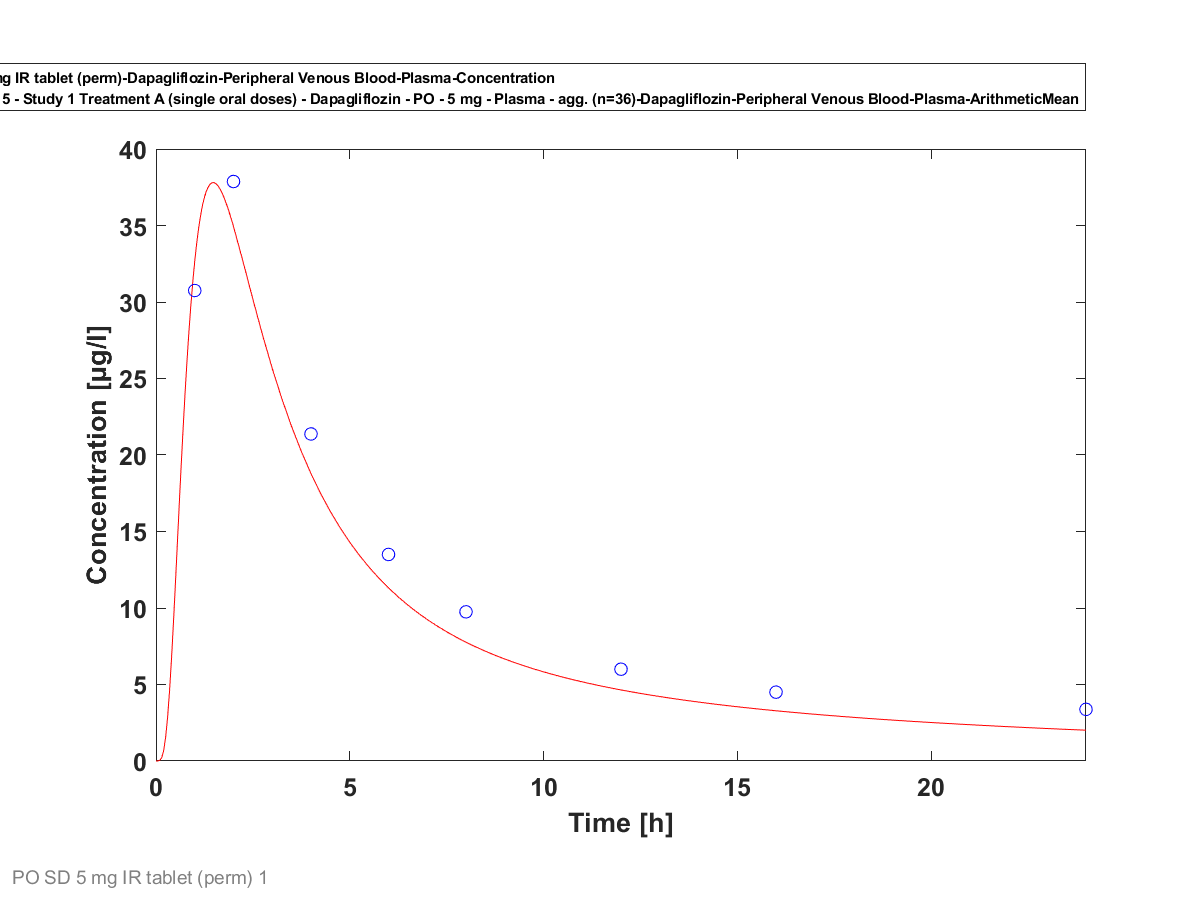 IR tablet (perm)-Dapagliflozin-Peripheral Venous Blood-Plasma-Concentration
5 - Study 1 Treatment A (single oral doses) - Dapagliflozin - PO - 5 mg - Plasma - agg. (n=36)-Dapagliflozin-Peripheral Venous Blood-Plasma-ArithmeticMean
40
35
30
25
20
15
10
5
0
Concentration [µg/l]
0 5 10 15 20
Time [h]
PO SD 5 mg IR tablet (perm) 1